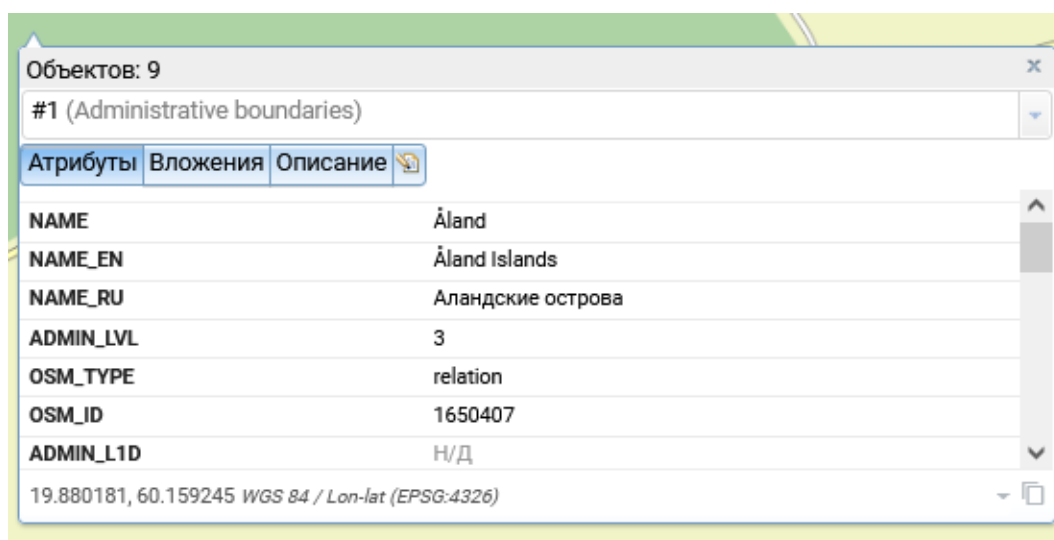 Объектов: 9
#1 (Administrative boundaries)
Атрибуты Вложения Описание
NAME Åland
NAME_EN Åland Islands
NAME_RU Аландские острова
ADMIN_LVL 3
OSM_TYPE relation
OSM_ID 1650407
ADMIN_L1D Н/Д
19.880181, 60.159245 WGS 84 / Lon-lat (EPSG:4326)